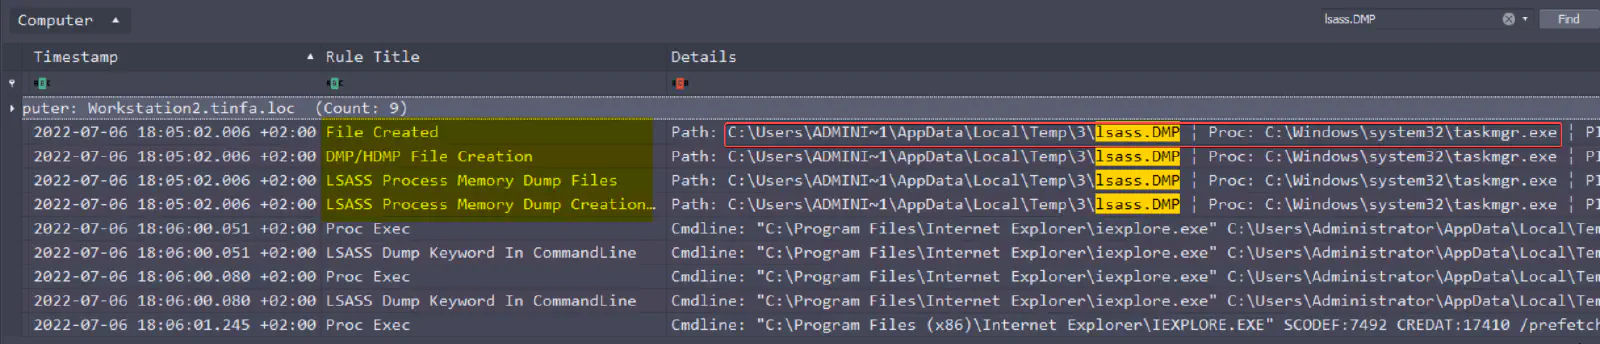 Computer ▲ lsass.DMP Find
Timestamp ▲ Rule Title Details
puter: Workstation2.tinfa.loc (Count: 9)
2022-07-06 18:05:02.006 +02:00 File Created Path: C:\Users\ADMINI~1\AppData\Local\Temp\3\lsass.DMP ¦ Proc: C:\Windows\system32\taskmgr.exe ¦ PI
2022-07-06 18:05:02.006 +02:00 DMP/HDMP File Creation Path: C:\Users\ADMINI~1\AppData\Local\Temp\3\lsass.DMP ¦ Proc: C:\Windows\system32\taskmgr.exe ¦ PI
2022-07-06 18:05:02.006 +02:00 LSASS Process Memory Dump Files Path: C:\Users\ADMINI~1\AppData\Local\Temp\3\lsass.DMP ¦ Proc: C:\Windows\system32\taskmgr.exe ¦ PI
2022-07-06 18:05:02.006 +02:00 LSASS Process Memory Dump Creation… Path: C:\Users\ADMINI~1\AppData\Local\Temp\3\lsass.DMP ¦ Proc: C:\Windows\system32\taskmgr.exe ¦ PI
2022-07-06 18:06:00.051 +02:00 Proc Exec Cmdline: "C:\Program Files\Internet Explorer\iexplore.exe" C:\Users\Administrator\AppData\Local\Tem
2022-07-06 18:06:00.051 +02:00 LSASS Dump Keyword In CommandLine Cmdline: "C:\Program Files\Internet Explorer\iexplore.exe" C:\Users\Administrator\AppData\Local\Tem
2022-07-06 18:06:00.080 +02:00 Proc Exec Cmdline: "C:\Program Files\Internet Explorer\iexplore.exe" C:\Users\Administrator\AppData\Local\Tem
2022-07-06 18:06:00.080 +02:00 LSASS Dump Keyword In CommandLine Cmdline: "C:\Program Files\Internet Explorer\iexplore.exe" C:\Users\Administrator\AppData\Local\Tem
2022-07-06 18:06:01.245 +02:00 Proc Exec Cmdline: "C:\Program Files (x86)\Internet Explorer\IEXPLORE.EXE" SCODEF:7492 CREDAT:17410 /prefetch